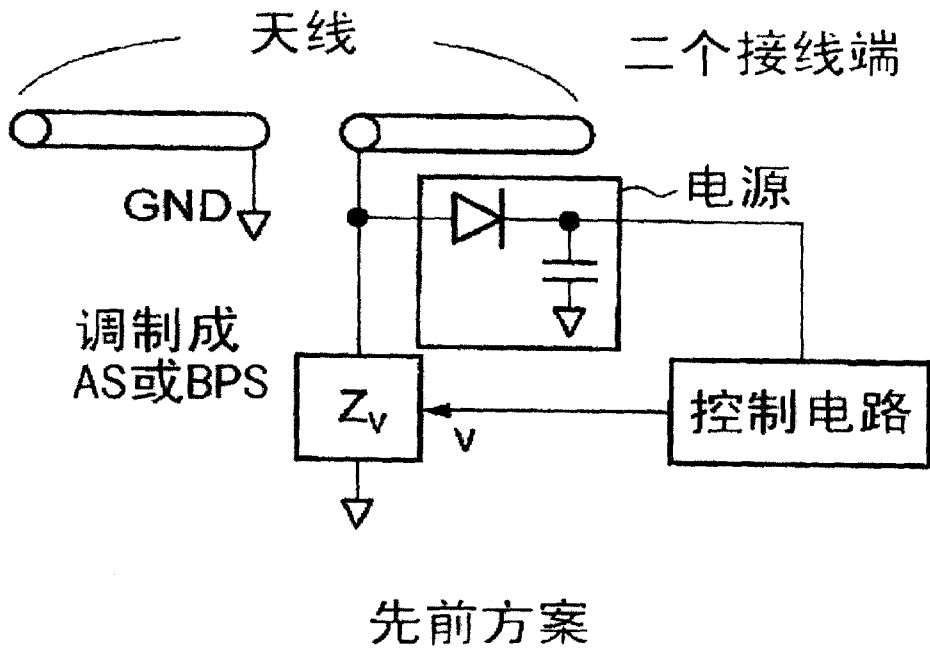 天线
二个接线端
GND
电源
调制成
AS或BPS
Zv
v
控制电路
先前方案